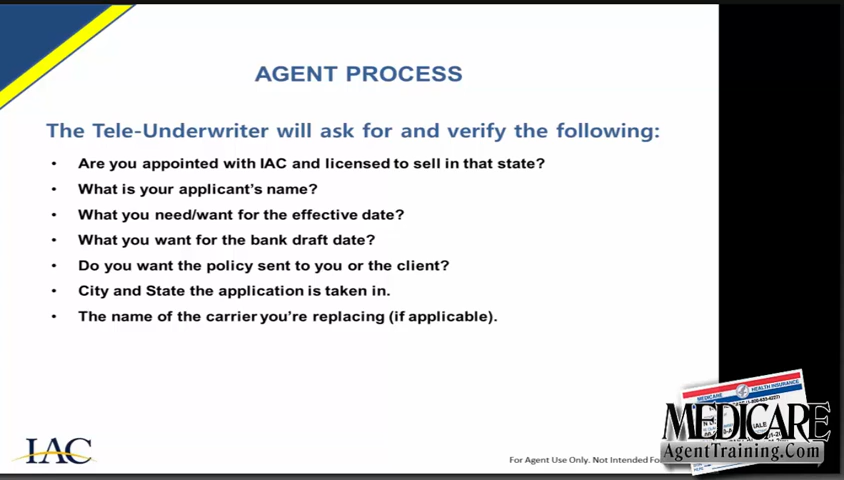 AGENT PROCESS
The Tele-Underwriter will ask for and verify the following:
• Are you appointed with IAC and licensed to sell in that state?
• What is your applicant's name?
• What you need/want for the effective date?
• What you want for the bank draft date?
• Do you want the policy sent to you or the client?
• City and State the application is taken in.
• The name of the carrier you're replacing (if applicable).
MEDICARE HEALTH INSURANCE
MEDICARE
AgentTraining.Com
IAC
For Agent Use Only. Not Intended